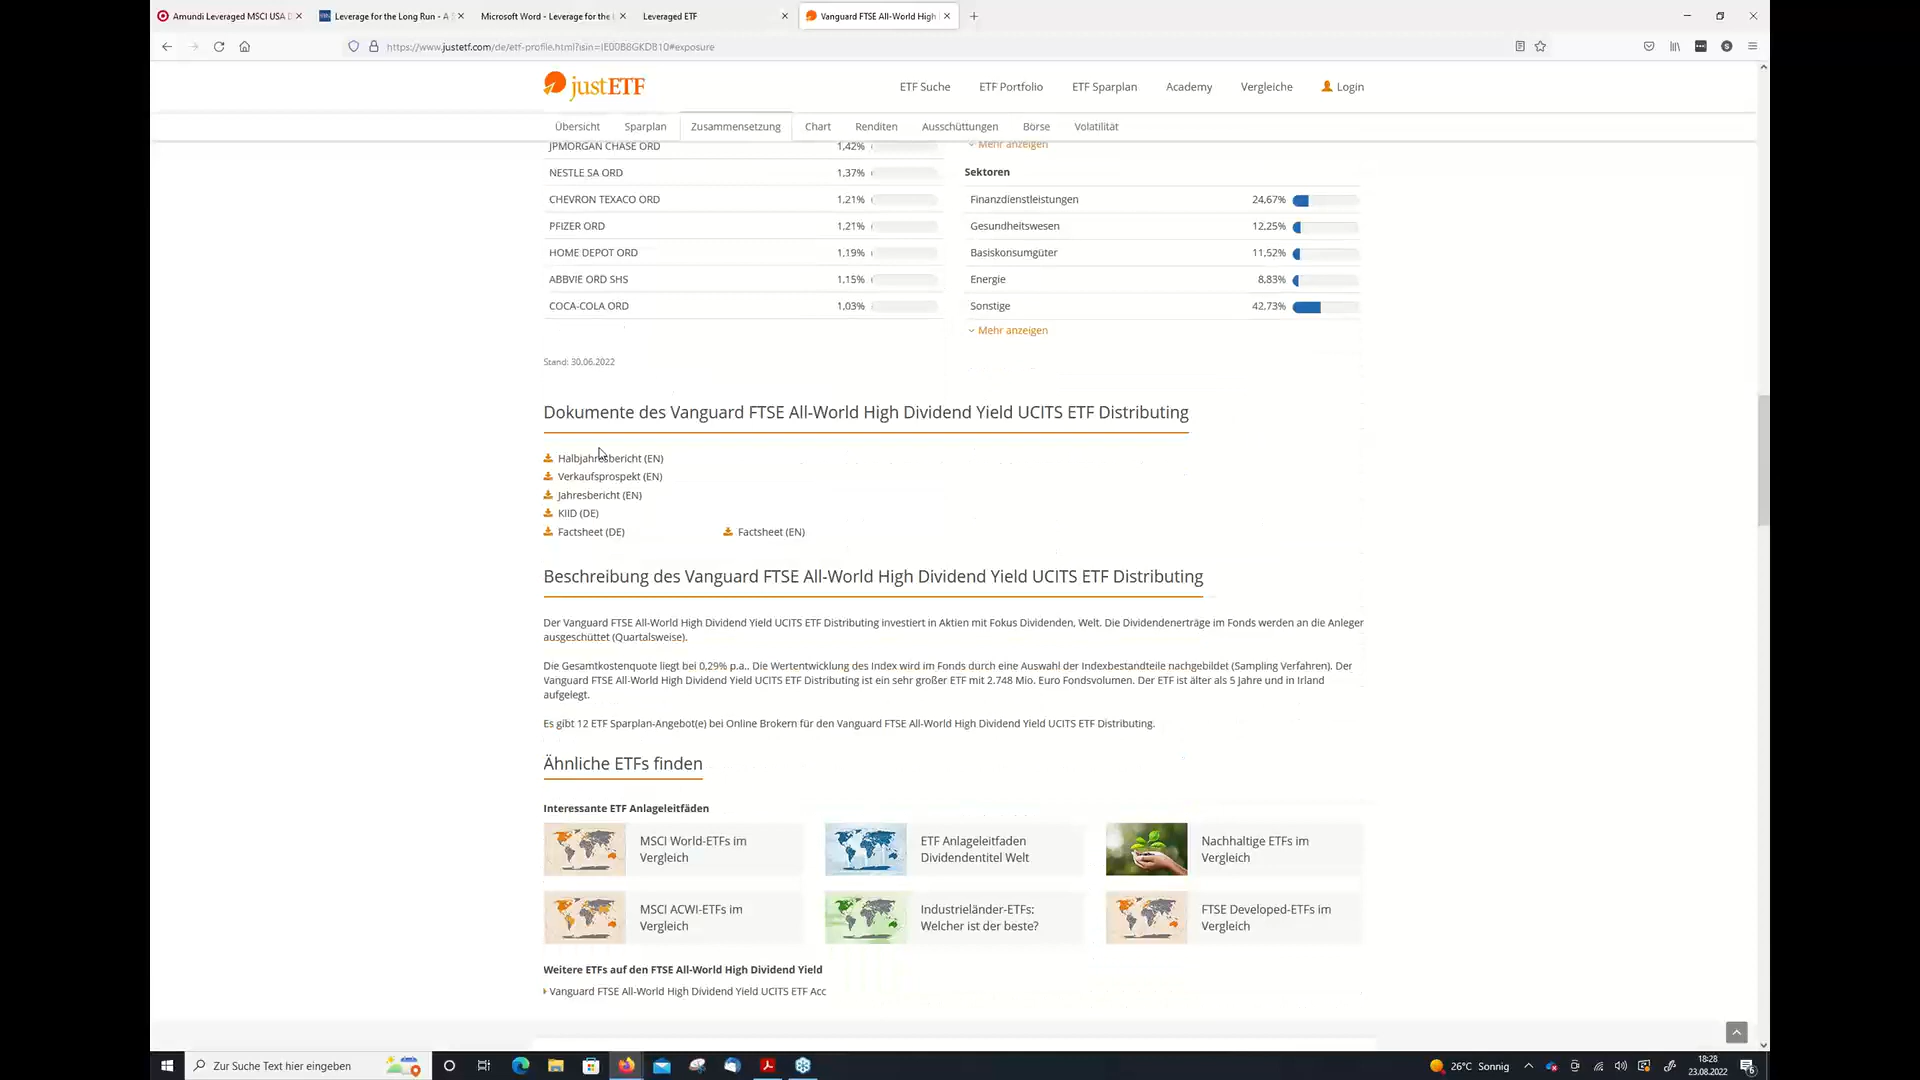 Amundi Leveraged MSCI USA D
Leverage for the Long Run - A S
Microsoft Word - Leverage for the L
Leveraged ETF
Vanguard FTSE All-World High
https://www.justetf.com/de/etf-profile.html?isin=IE00B8GKDB10#exposure
justETF
ETF Suche
ETF Portfolio
ETF Sparplan
Academy
Vergleiche
Login
Übersicht
Sparplan
Zusammensetzung
Chart
Renditen
Ausschüttungen
Börse
Volatilität
JPMORGAN CHASE ORD 1,42%
NESTLE SA ORD 1,37%
CHEVRON TEXACO ORD 1,21%
PFIZER ORD 1,21%
HOME DEPOT ORD 1,19%
ABBVIE ORD SHS 1,15%
COCA-COLA ORD 1,03%
Mehr anzeigen
Sektoren
Finanzdienstleistungen 24,67%
Gesundheitswesen 12,25%
Basiskonsumgüter 11,52%
Energie 8,83%
Sonstige 42,73%
Mehr anzeigen
Stand: 30.06.2022
Dokumente des Vanguard FTSE All-World High Dividend Yield UCITS ETF Distributing
Halbjahresbericht (EN)
Verkaufsprospekt (EN)
Jahresbericht (EN)
KIID (DE)
Factsheet (DE)
Factsheet (EN)
Beschreibung des Vanguard FTSE All-World High Dividend Yield UCITS ETF Distributing
Der Vanguard FTSE All-World High Dividend Yield UCITS ETF Distributing investiert in Aktien mit Fokus Dividenden, Welt. Die Dividendenerträge im Fonds werden an die Anleger
ausgeschüttet (Quartalsweise).
Die Gesamtkostenquote liegt bei 0,29% p.a.. Die Wertentwicklung des Index wird im Fonds durch eine Auswahl der Indexbestandteile nachgebildet (Sampling Verfahren). Der
Vanguard FTSE All-World High Dividend Yield UCITS ETF Distributing ist ein sehr großer ETF mit 2.748 Mio. Euro Fondsvolumen. Der ETF ist älter als 5 Jahre und in Irland
aufgelegt.
Es gibt 12 ETF Sparplan-Angebot(e) bei Online Brokern für den Vanguard FTSE All-World High Dividend Yield UCITS ETF Distributing.
Ähnliche ETFs finden
Interessante ETF Anlageleitfäden
MSCI World-ETFs im
Vergleich
ETF Anlageleitfaden
Dividendentitel Welt
Nachhaltige ETFs im
Vergleich
MSCI ACWI-ETFs im
Vergleich
Industrieländer-ETFs:
Welcher ist der beste?
FTSE Developed-ETFs im
Vergleich
Weitere ETFs auf den FTSE All-World High Dividend Yield
Vanguard FTSE All-World High Dividend Yield UCITS ETF Acc
Zur Suche Text hier eingeben
26°C Sonnig
18:28
23.08.2022